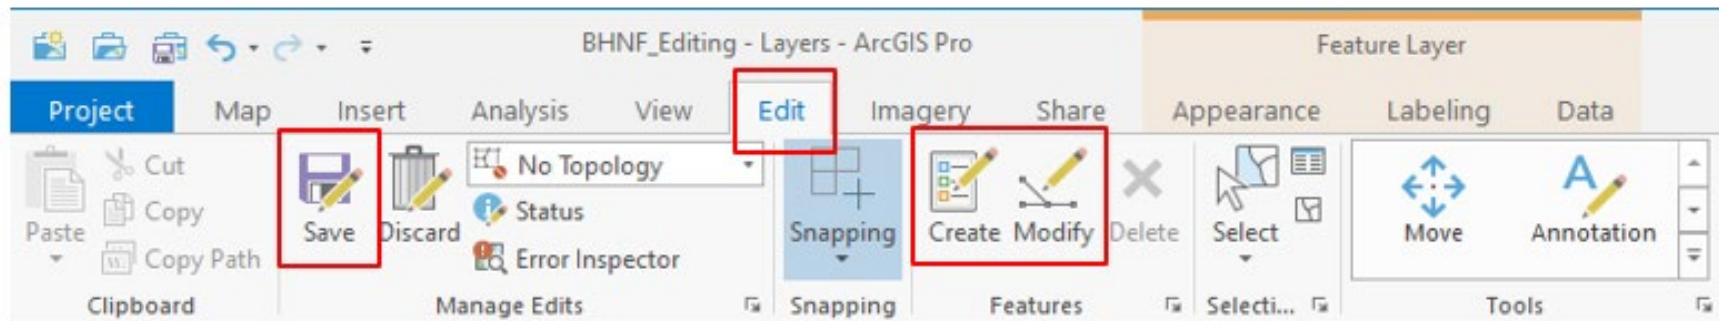 BHNF_Editing - Layers - ArcGIS Pro Feature Layer
Project Map Insert Analysis View Edit Imagery Share Appearance Labeling Data
Cut
No Topology
Copy
Status
Paste Save Discard Snapping Create Modify Delete Select Move Annotation
Copy Path
Error Inspector
Clipboard Manage Edits Snapping Features Selecti... Tools